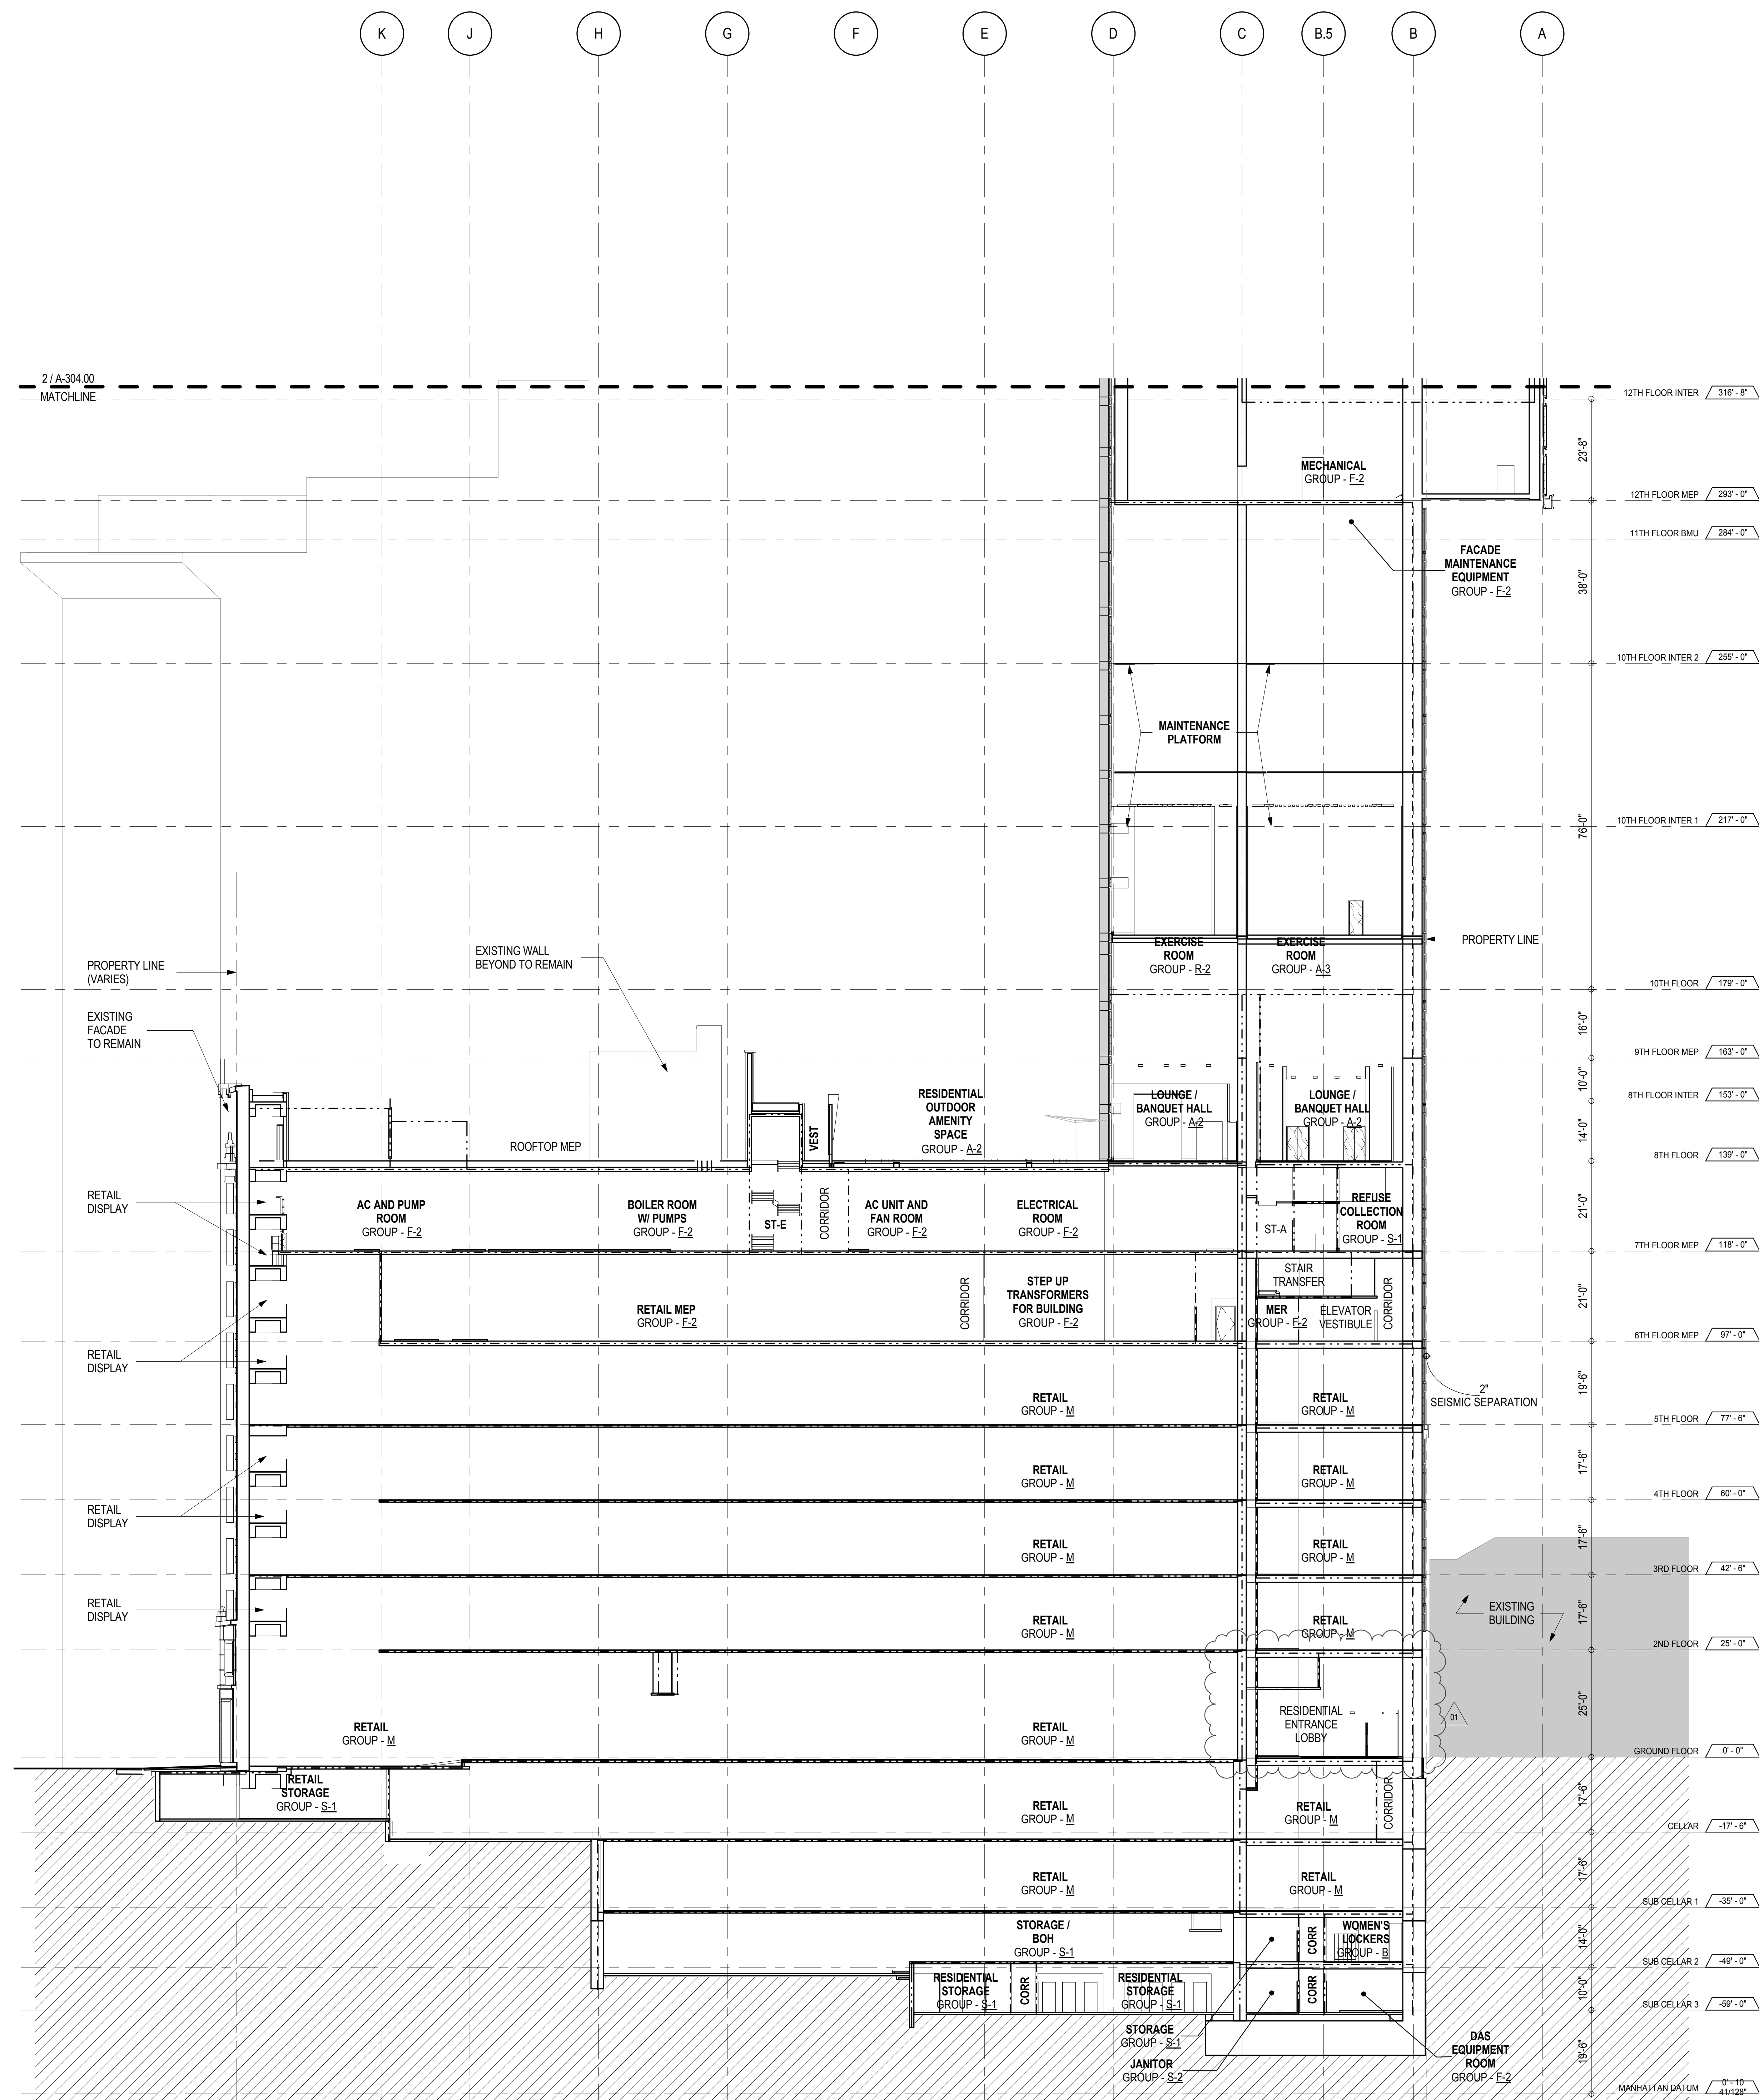 K
J
H
G
F
E
D
C
B.5
B
A
2 / A-304.00
MATCHLINE
12TH FLOOR INTER 316' - 8"
23'-8"
MECHANICAL
GROUP - F-2
12TH FLOOR MEP 293' - 0"
11TH FLOOR BMU 284' - 0"
FACADE
MAINTENANCE
EQUIPMENT
GROUP - F-2
38'-0"
10TH FLOOR INTER 2 255' - 0"
MAINTENANCE
PLATFORM
76'-0"
10TH FLOOR INTER 1 217' - 0"
PROPERTY LINE
EXERCISE
ROOM
GROUP - R-2
EXERCISE
ROOM
GROUP - A-3
EXISTING WALL
BEYOND TO REMAIN
PROPERTY LINE
(VARIES)
10TH FLOOR 179' - 0"
EXISTING
FACADE
TO REMAIN
16'-0"
9TH FLOOR MEP 163' - 0"
10'-0"
8TH FLOOR INTER 153' - 0"
RESIDENTIAL
OUTDOOR
AMENITY
SPACE
GROUP - A-2
LOUNGE /
BANQUET HALL
GROUP - A-2
LOUNGE /
BANQUET HALL
GROUP - A-2
14'-0"
ROOFTOP MEP
VEST
8TH FLOOR 139' - 0"
RETAIL
DISPLAY
AC AND PUMP
ROOM
GROUP - F-2
BOILER ROOM
W/ PUMPS
GROUP - F-2
ST-E
CORRIDOR
AC UNIT AND
FAN ROOM
GROUP - F-2
ELECTRICAL
ROOM
GROUP - F-2
ST-A
REFUSE
COLLECTION
ROOM
GROUP - S-1
21'-0"
7TH FLOOR MEP 118' - 0"
RETAIL MEP
GROUP - F-2
CORRIDOR
STEP UP
TRANSFORMERS
FOR BUILDING
GROUP - F-2
STAIR
TRANSFER
MER
GROUP - F-2
ELEVATOR
VESTIBULE
CORRIDOR
21'-0"
6TH FLOOR MEP 97' - 0"
RETAIL
DISPLAY
RETAIL
GROUP - M
RETAIL
GROUP - M
2"
SEISMIC SEPARATION
19'-6"
5TH FLOOR 77' - 6"
RETAIL
GROUP - M
RETAIL
GROUP - M
17'-6"
4TH FLOOR 60' - 0"
RETAIL
DISPLAY
RETAIL
GROUP - M
RETAIL
GROUP - M
17'-6"
3RD FLOOR 42' - 6"
RETAIL
DISPLAY
RETAIL
GROUP - M
RETAIL
GROUP - M
EXISTING
BUILDING
17'-6"
2ND FLOOR 25' - 0"
RETAIL
GROUP - M
RETAIL
GROUP - M
RESIDENTIAL
ENTRANCE
LOBBY
01
25'-0"
GROUND FLOOR 0' - 0"
RETAIL
STORAGE
GROUP - S-1
RETAIL
GROUP - M
RETAIL
GROUP - M
CORRIDOR
17'-6"
CELLAR -17' - 6"
RETAIL
GROUP - M
RETAIL
GROUP - M
17'-6"
SUB CELLAR 1 -35' - 0"
STORAGE /
BOH
GROUP - S-1
CORR
WOMEN'S
LOCKERS
GROUP - B
14'-0"
SUB CELLAR 2 -49' - 0"
RESIDENTIAL
STORAGE
GROUP - S-1
CORR
RESIDENTIAL
STORAGE
GROUP - S-1
CORR
10'-0"
SUB CELLAR 3 -59' - 0"
STORAGE
GROUP - S-1
JANITOR
GROUP - S-2
DAS
EQUIPMENT
ROOM
GROUP - F-2
19'-6"
MANHATTAN DATUM 0' - 10
41/128"